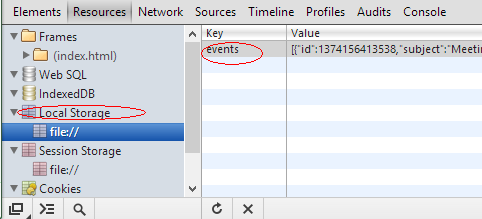 Elements Resources Network Sources Timeline Profiles Audits Console
Frames
(index.html)
Web SQL
IndexedDB
Local Storage
file://
Session Storage
file://
Cookies
Key Value
events [{"id":1374156413538,"subject":"Meetin